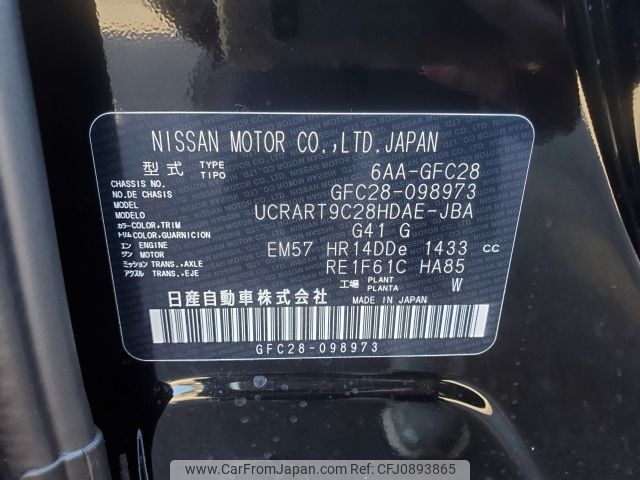 NISSAN MOTOR CO.,LTD.JAPAN
型式 TYPE TIPO 6AA-GFC28
CHASSIS NO. NO.DE CHASIS GFC28-098973
MODEL MODELO UCRART9C28HDAE-JBA
カラー COLOR,TRIM トリム COLOR,GUARNICION G41 G
エン ENGINE ジン MOTOR EM57 HR14DDe 1433 cc
ミッション TRANS.,AXLE アクスル TRANS.,EJE RE1F61C HA85
工場 PLANT PLANTA W
日産自動車株式会社 MADE IN JAPAN
GFC28-098973
www.CarFromJapan.com - Car ID: CFJ0893865